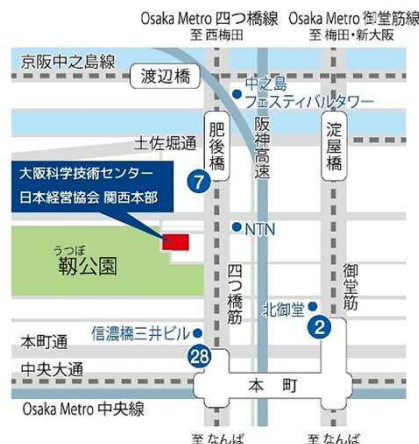 Osaka Metro 四つ橋線
至 西梅田
Osaka Metro 御堂筋線
至 梅田・新大阪
京阪中之島線
渡辺橋
中之島
フェスティバルタワー
土佐堀通
肥後橋
阪神高速
淀屋橋
大阪科学技術センター
日本経営協会 関西本部
7
NTN
うつぼ
靱公園
四つ橋筋
御堂筋
北御堂
2
信濃橋三井ビル
本町通
28
中央大通
本町
Osaka Metro 中央線
至 なんば
至 なんば